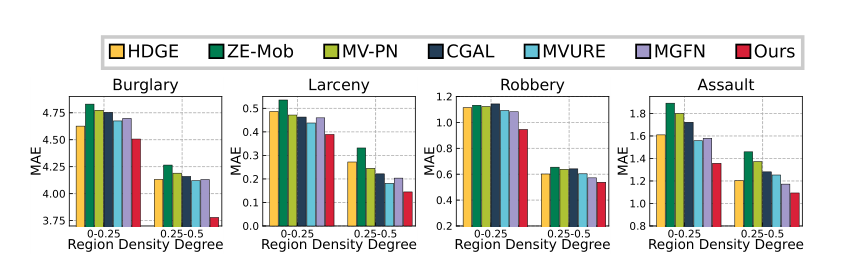 HDGE ZE-Mob MV-PN CGAL MVURE MGFN Ours
Burglary Larceny Robbery Assault
MAE
4.75
4.50
4.25
4.00
3.75
0-0.25 0.25-0.5
Region Density Degree
MAE
0.5
0.4
0.3
0.2
0.1
0.0
0-0.25 0.25-0.5
Region Density Degree
MAE
1.2
1.0
0.8
0.6
0.4
0.2
0-0.25 0.25-0.5
Region Density Degree
MAE
1.8
1.6
1.4
1.2
1.0
0.8
0-0.25 0.25-0.5
Region Density Degree